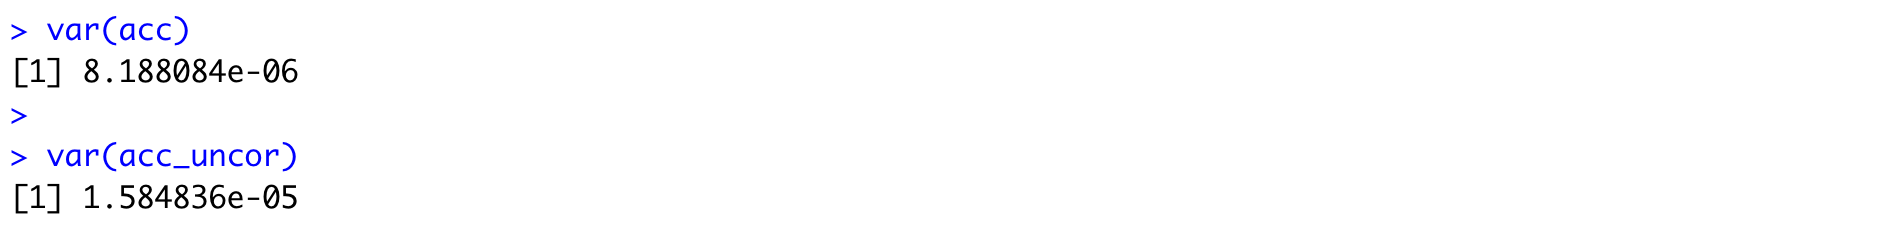 > var(acc)
[1] 8.188084e-06
>
> var(acc_uncor)
[1] 1.584836e-05